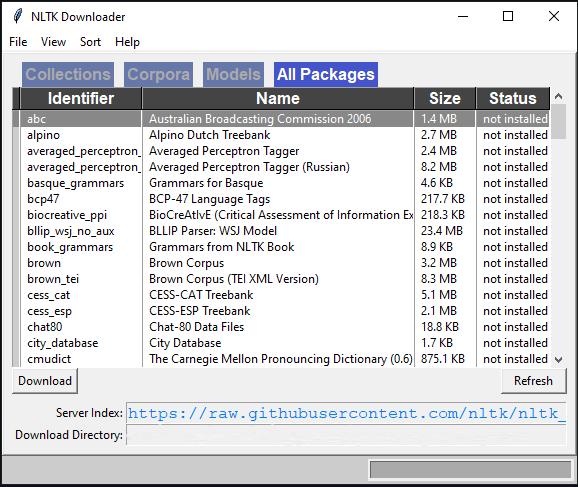 NLTK Downloader
File View Sort Help
Collections Corpora Models All Packages
Identifier Name Size Status
abc Australian Broadcasting Commission 2006 1.4 MB not installed
alpino Alpino Dutch Treebank 2.7 MB not installed
averaged_perceptron_ Averaged Perceptron Tagger 2.4 MB not installed
averaged_perceptron_ Averaged Perceptron Tagger (Russian) 8.2 MB not installed
basque_grammars Grammars for Basque 4.6 KB not installed
bcp47 BCP-47 Language Tags 217.7 KB not installed
biocreative_ppi BioCreAtIvE (Critical Assessment of Information Ex 218.3 KB not installed
bllip_wsj_no_aux BLLIP Parser: WSJ Model 23.4 MB not installed
book_grammars Grammars from NLTK Book 8.9 KB not installed
brown Brown Corpus 3.2 MB not installed
brown_tei Brown Corpus (TEI XML Version) 8.3 MB not installed
cess_cat CESS-CAT Treebank 5.1 MB not installed
cess_esp CESS-ESP Treebank 2.1 MB not installed
chat80 Chat-80 Data Files 18.8 KB not installed
city_database City Database 1.7 KB not installed
cmudict The Carnegie Mellon Pronouncing Dictionary (0.6) 875.1 KB not installed
Download Refresh
Server Index: https://raw.githubusercontent.com/nltk/nltk_
Download Directory: